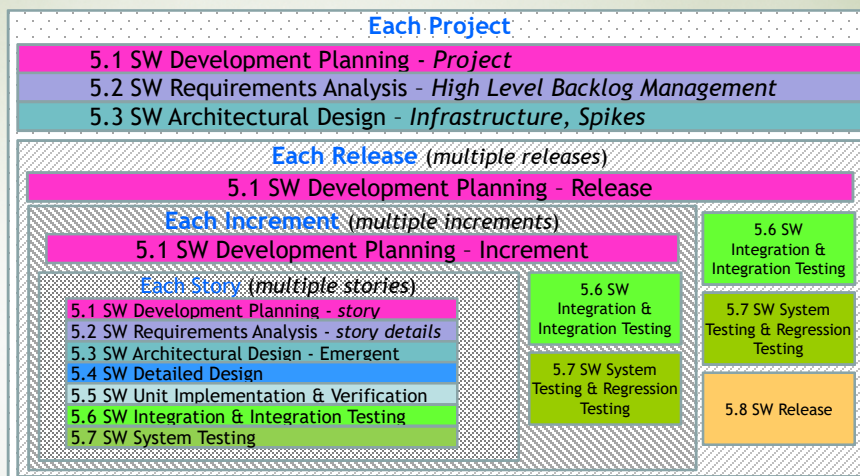 Each Project
5.1 SW Development Planning - Project
5.2 SW Requirements Analysis – High Level Backlog Management
5.3 SW Architectural Design – Infrastructure, Spikes
Each Release (multiple releases)
5.1 SW Development Planning – Release
Each Increment (multiple increments)
5.1 SW Development Planning – Increment
Each Story (multiple stories)
5.1 SW Development Planning - story
5.2 SW Requirements Analysis - story details
5.3 SW Architectural Design - Emergent
5.4 SW Detailed Design
5.5 SW Unit Implementation & Verification
5.6 SW Integration & Integration Testing
5.7 SW System Testing
5.6 SW
Integration &
Integration Testing
5.7 SW System
Testing & Regression
Testing
5.6 SW
Integration &
Integration Testing
5.7 SW System
Testing & Regression
Testing
5.8 SW Release